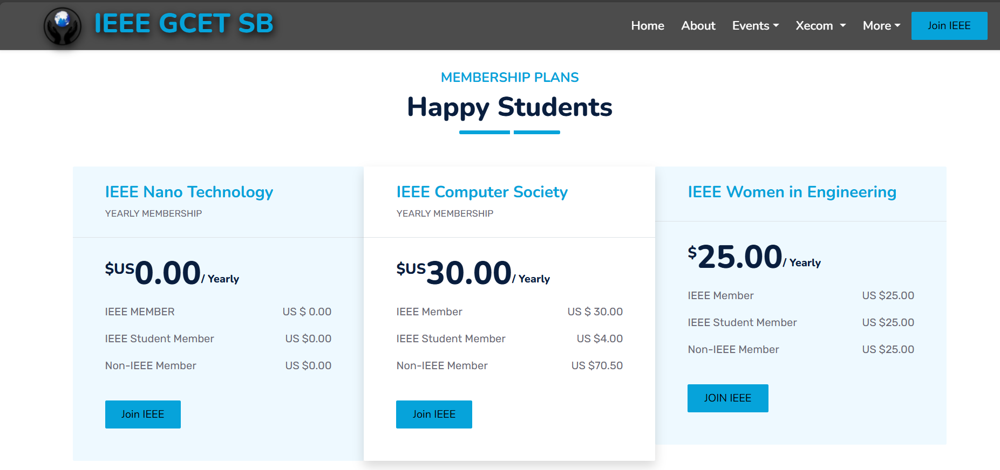 IEEE GCET SB
Home About Events Xecom More Join IEEE
MEMBERSHIP PLANS
Happy Students
IEEE Nano Technology
YEARLY MEMBERSHIP
$US0.00/ Yearly
IEEE MEMBER US $ 0.00
IEEE Student Member US $0.00
Non-IEEE Member US $0.00
Join IEEE
IEEE Computer Society
YEARLY MEMBERSHIP
$US30.00/ Yearly
IEEE Member US $ 30.00
IEEE Student Member US $4.00
Non-IEEE Member US $70.50
Join IEEE
IEEE Women in Engineering
$25.00/ Yearly
IEEE Member US $25.00
IEEE Student Member US $25.00
Non-IEEE Member US $25.00
JOIN IEEE